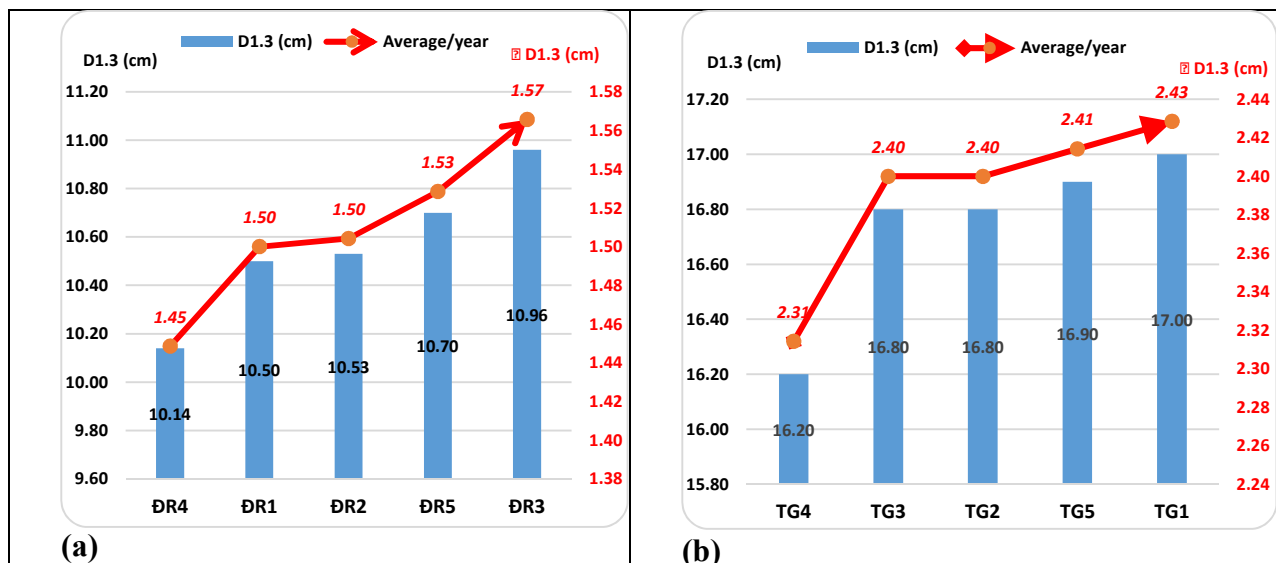 D1.3 (cm) Average/year
D1.3 (cm) D1.3 (cm)
11.20 1.58
1.57
11.00 1.56
10.80 1.54
1.53
10.60 1.52
1.50 1.50
10.40 1.50
1.48
10.20 1.45 1.46
10.00 1.44
10.14 10.50 10.53 10.70 10.96
1.42
9.80 1.40
9.60 1.38
ĐR4 ĐR1 ĐR2 ĐR5 ĐR3
(a)
D1.3 (cm) Average/year
D1.3 (cm) D1.3 (cm)
17.20 2.44
2.43
17.00 2.42
2.41
2.40 2.40
16.80 2.40
2.38
16.60 2.36
16.40 2.34
2.31
2.32
16.80 16.80 16.90 17.00
16.20 2.30
2.28
16.00 16.20
2.26
15.80 2.24
TG4 TG3 TG2 TG5 TG1
(b)